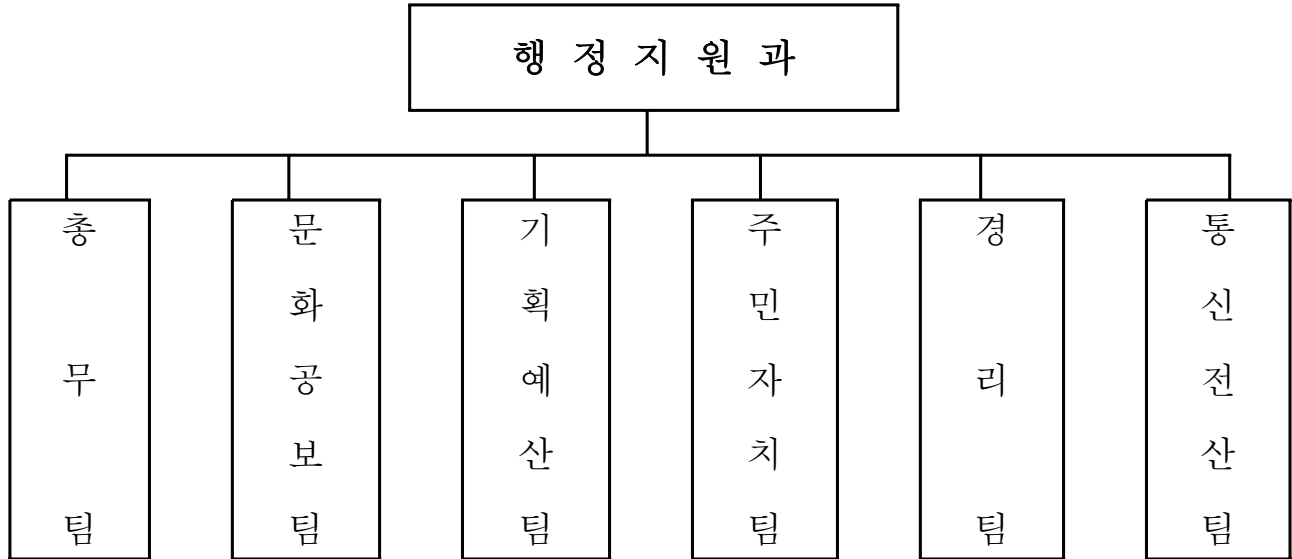 행 정 지 원 과
총무팀
문화공보팀
기획예산팀
주민자치팀
경리팀
통신전산팀